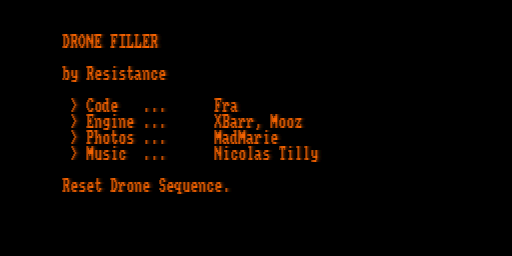 DRONE FILLER
by Resistance
> Code ... Fra
> Engine ... XBarr, Mooz
> Photos ... MadMarie
> Music ... Nicolas Tilly
Reset Drone Sequence.